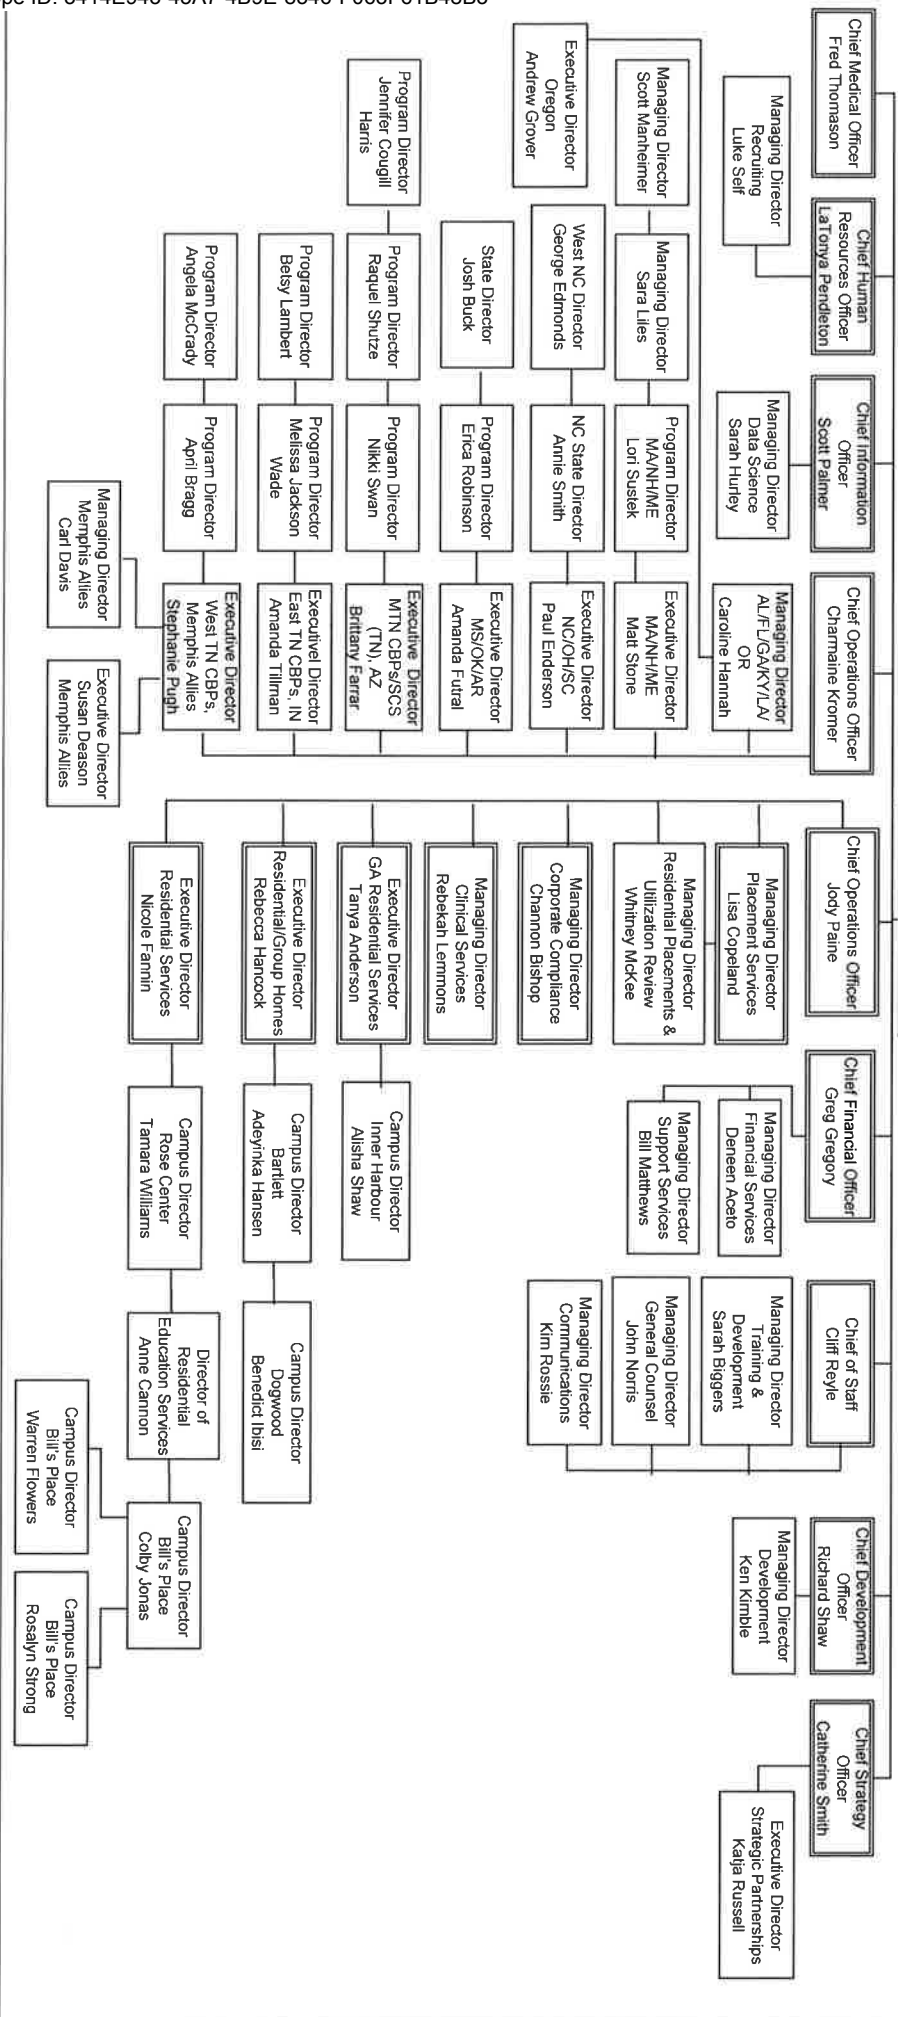 Chief Medical Officer
Fred Thomason
Chief Human
Resources Officer
LaTonya Pendleton
Chief Information
Officer
Scott Palmer
Chief Operations Officer
Charmaine Kromer
Chief Operations Officer
Jody Paine
Chief Financial Officer
Greg Gregory
Chief of Staff
Cliff Reyle
Chief Development
Officer
Richard Shaw
Chief Strategy
Officer
Catherine Smith
Managing Director
Recruiting
Luke Self
Managing Director
Data Science
Sarah Hurley
Managing Director
AL/FL/GA/KY/LA/
OR
Caroline Hannah
Managing Director
Placement Services
Lisa Copeland
Managing Director
Financial Services
Deneen Aceto
Managing Director
Training &
Development
Sarah Biggers
Managing Director
Development
Ken Kimble
Executive Director
Strategic Partnerships
Katja Russell
Managing Director
Scott Manheimer
Managing Director
Sara Liles
Program Director
MA/NH/ME
Lori Sustek
Executive Director
MA/NH/ME
Matt Stone
Managing Director
Residential Placements &
Utilization Review
Whitney McKee
Managing Director
Support Services
Bill Matthews
Managing Director
General Counsel
John Norris
Executive Director
Oregon
Andrew Grover
West NC Director
George Edmonds
NC State Director
Annie Smith
Executive Director
NC/OH/SC
Paul Enderson
Managing Director
Corporate Compliance
Channon Bishop
Managing Director
Communications
Kim Rossie
State Director
Josh Buck
Program Director
Erica Robinson
Executive Director
MS/OK/AR
Amanda Futral
Managing Director
Clinical Services
Rebekah Lemmons
Program Director
Jennifer Cougill
Harris
Program Director
Raquel Shutze
Program Director
Nikki Swan
Executive Director
MTN CBPs/SCS
(TN), AZ
Brittany Farrar
Executive Director
GA Residential Services
Tanya Anderson
Campus Director
Inner Harbour
Alisha Shaw
Program Director
Betsy Lambert
Program Director
Melissa Jackson
Wade
Executivel Director
East TN CBPs, IN
Amanda Tillman
Executive Director
Residential/Group Homes
Rebecca Hancock
Campus Director
Bartlett
Adeyinka Hansen
Campus Director
Dogwood
Benedict Ibisi
Program Director
Angela McCrady
Program Director
April Bragg
Executive Director
West TN CBPs,
Memphis Allies
Stephanie Pugh
Executive Director
Residential Services
Nicole Fannin
Campus Director
Rose Center
Tamara Williams
Director of
Residential
Education Services
Anne Cannon
Campus Director
Bill's Place
Colby Jonas
Managing Director
Memphis Allies
Carl Davis
Executive Director
Susan Deason
Memphis Allies
Campus Director
Bill's Place
Warren Flowers
Campus Director
Bill's Place
Rosalyn Strong